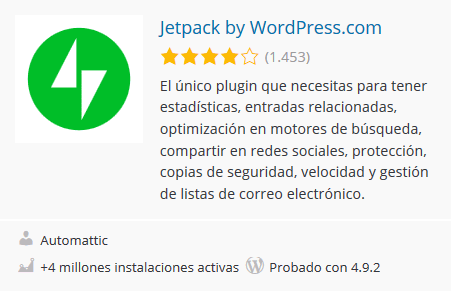 Jetpack by WordPress.com
(1.453)
El único plugin que necesitas para tener
estadísticas, entradas relacionadas,
optimización en motores de búsqueda,
compartir en redes sociales, protección,
copias de seguridad, velocidad y gestión
de listas de correo electrónico.
Automattic
+4 millones instalaciones activas Probado con 4.9.2